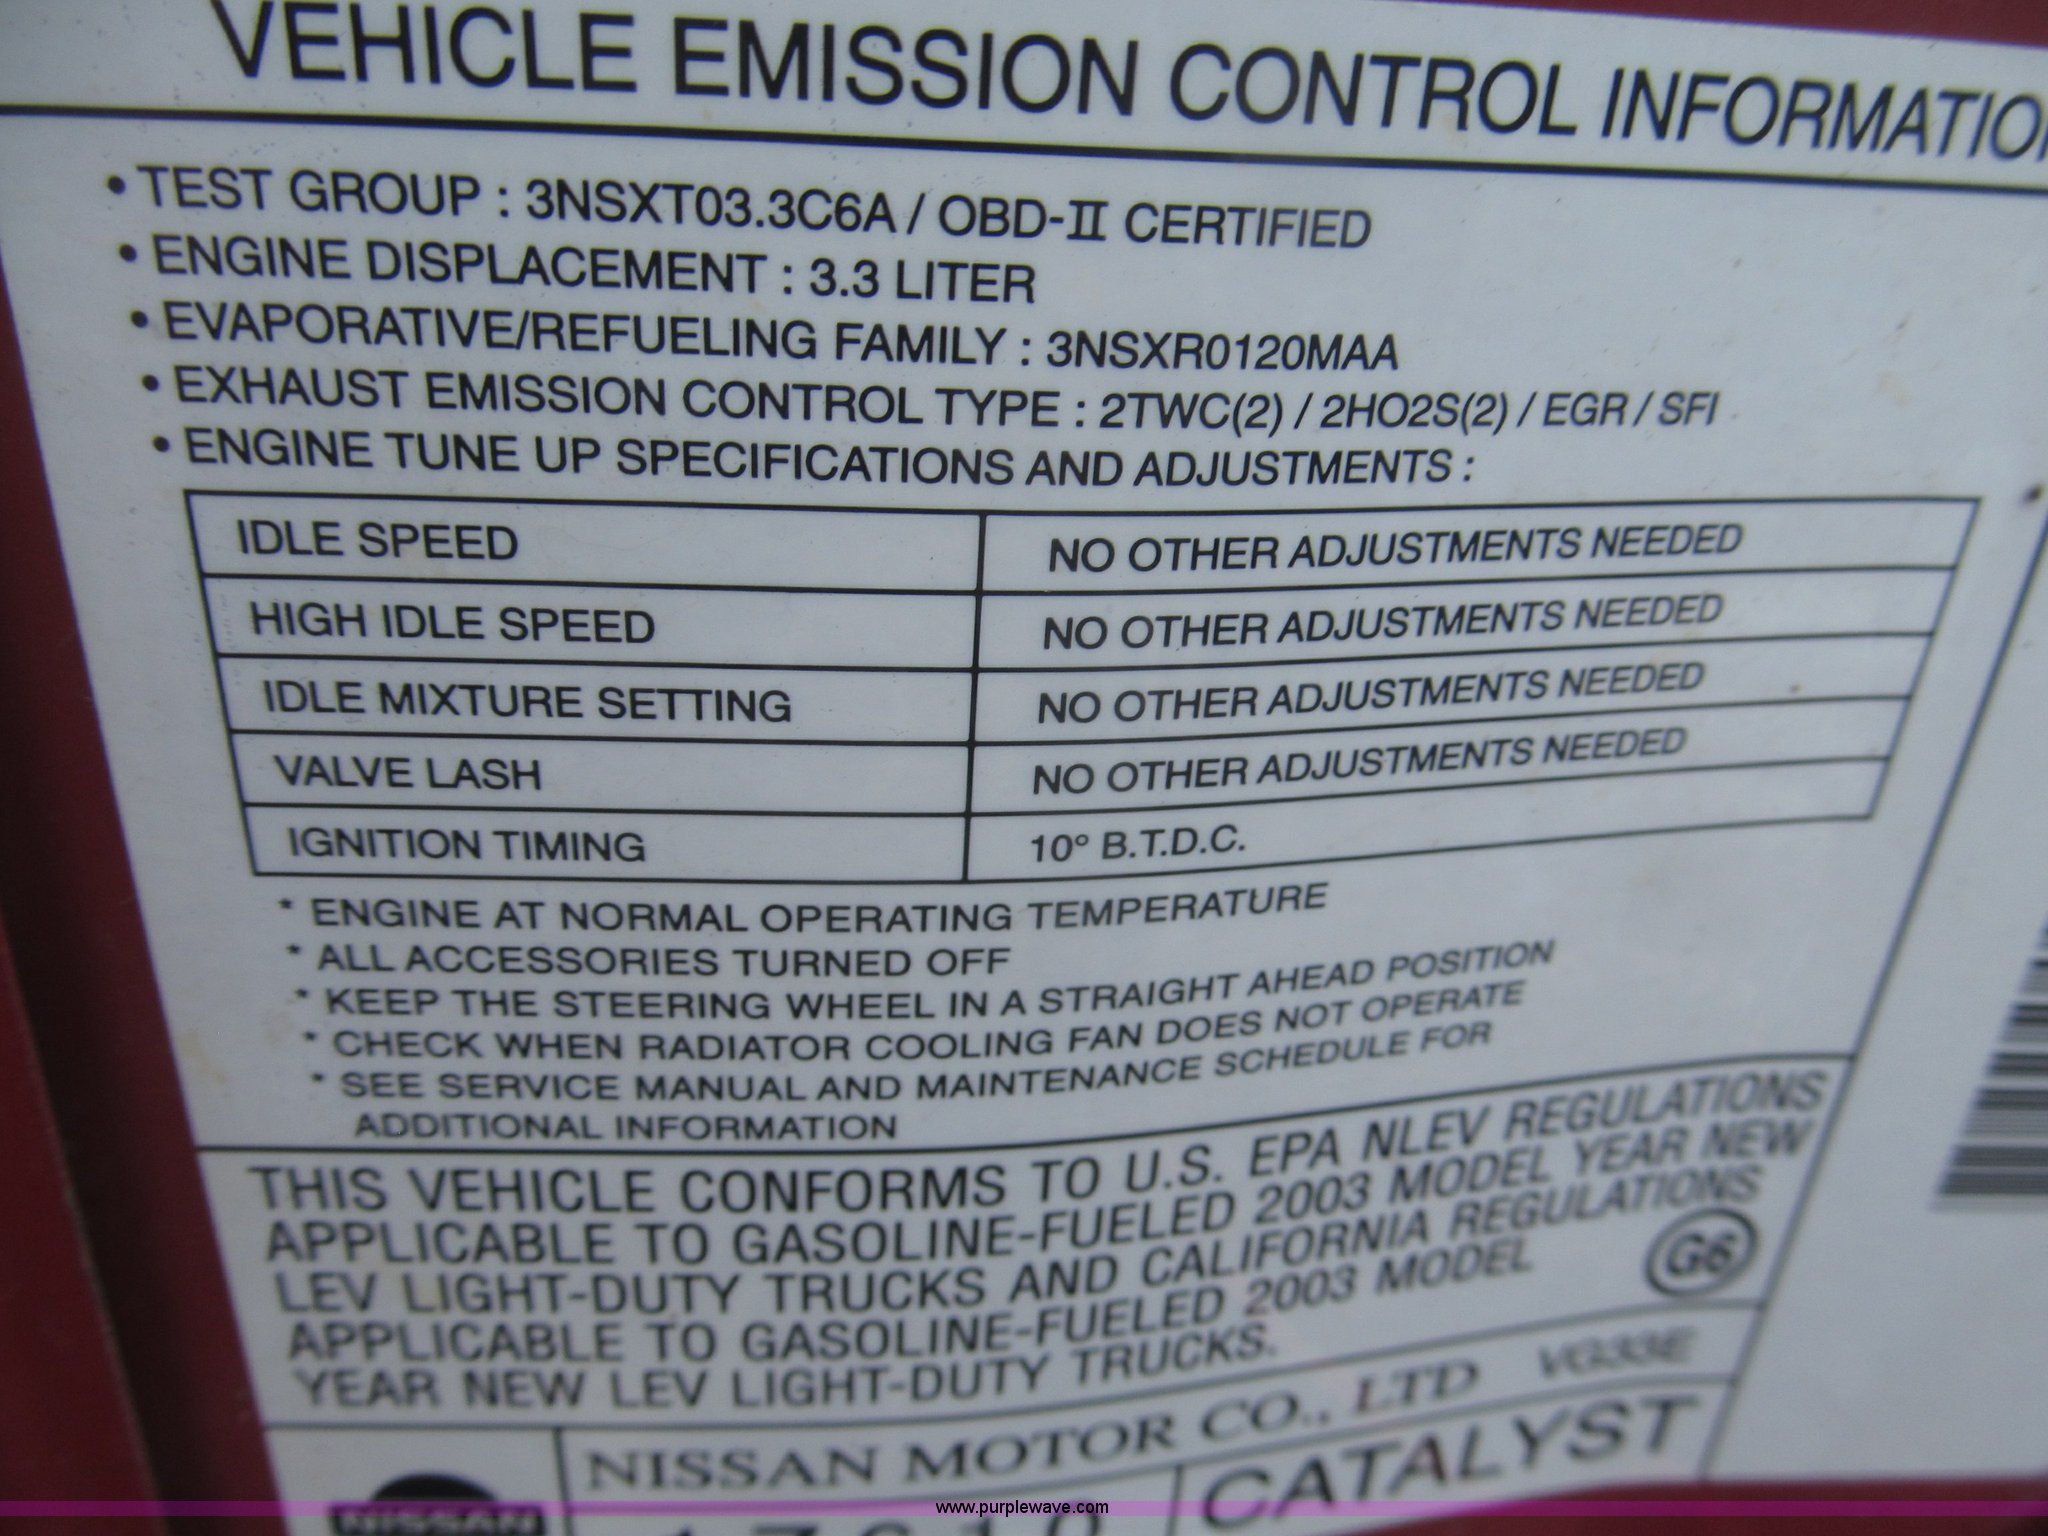 VEHICLE EMISSION CONTROL INFORMATIO
• TEST GROUP : 3NSXT03.3C6A / OBD-II CERTIFIED
• ENGINE DISPLACEMENT : 3.3 LITER
• EVAPORATIVE/REFUELING FAMILY : 3NSXR0120MAA
• EXHAUST EMISSION CONTROL TYPE : 2TWC(2) / 2HO2S(2) / EGR / SFI
• ENGINE TUNE UP SPECIFICATIONS AND ADJUSTMENTS :
IDLE SPEED NO OTHER ADJUSTMENTS NEEDED
HIGH IDLE SPEED NO OTHER ADJUSTMENTS NEEDED
IDLE MIXTURE SETTING NO OTHER ADJUSTMENTS NEEDED
VALVE LASH NO OTHER ADJUSTMENTS NEEDED
IGNITION TIMING 10° B.T.D.C.
* ENGINE AT NORMAL OPERATING TEMPERATURE
* ALL ACCESSORIES TURNED OFF
* KEEP THE STEERING WHEEL IN A STRAIGHT AHEAD POSITION
* CHECK WHEN RADIATOR COOLING FAN DOES NOT OPERATE
* SEE SERVICE MANUAL AND MAINTENANCE SCHEDULE FOR
ADDITIONAL INFORMATION
THIS VEHICLE CONFORMS TO U.S. EPA NLEV REGULATIONS
APPLICABLE TO GASOLINE-FUELED 2003 MODEL YEAR NEW
LEV LIGHT-DUTY TRUCKS AND CALIFORNIA REGULATIONS
APPLICABLE TO GASOLINE-FUELED 2003 MODEL
YEAR NEW LEV LIGHT-DUTY TRUCKS.
G6
NISSAN MOTOR CO., LTD VG33E
NISSAN
CATALYST
www.purplewave.com